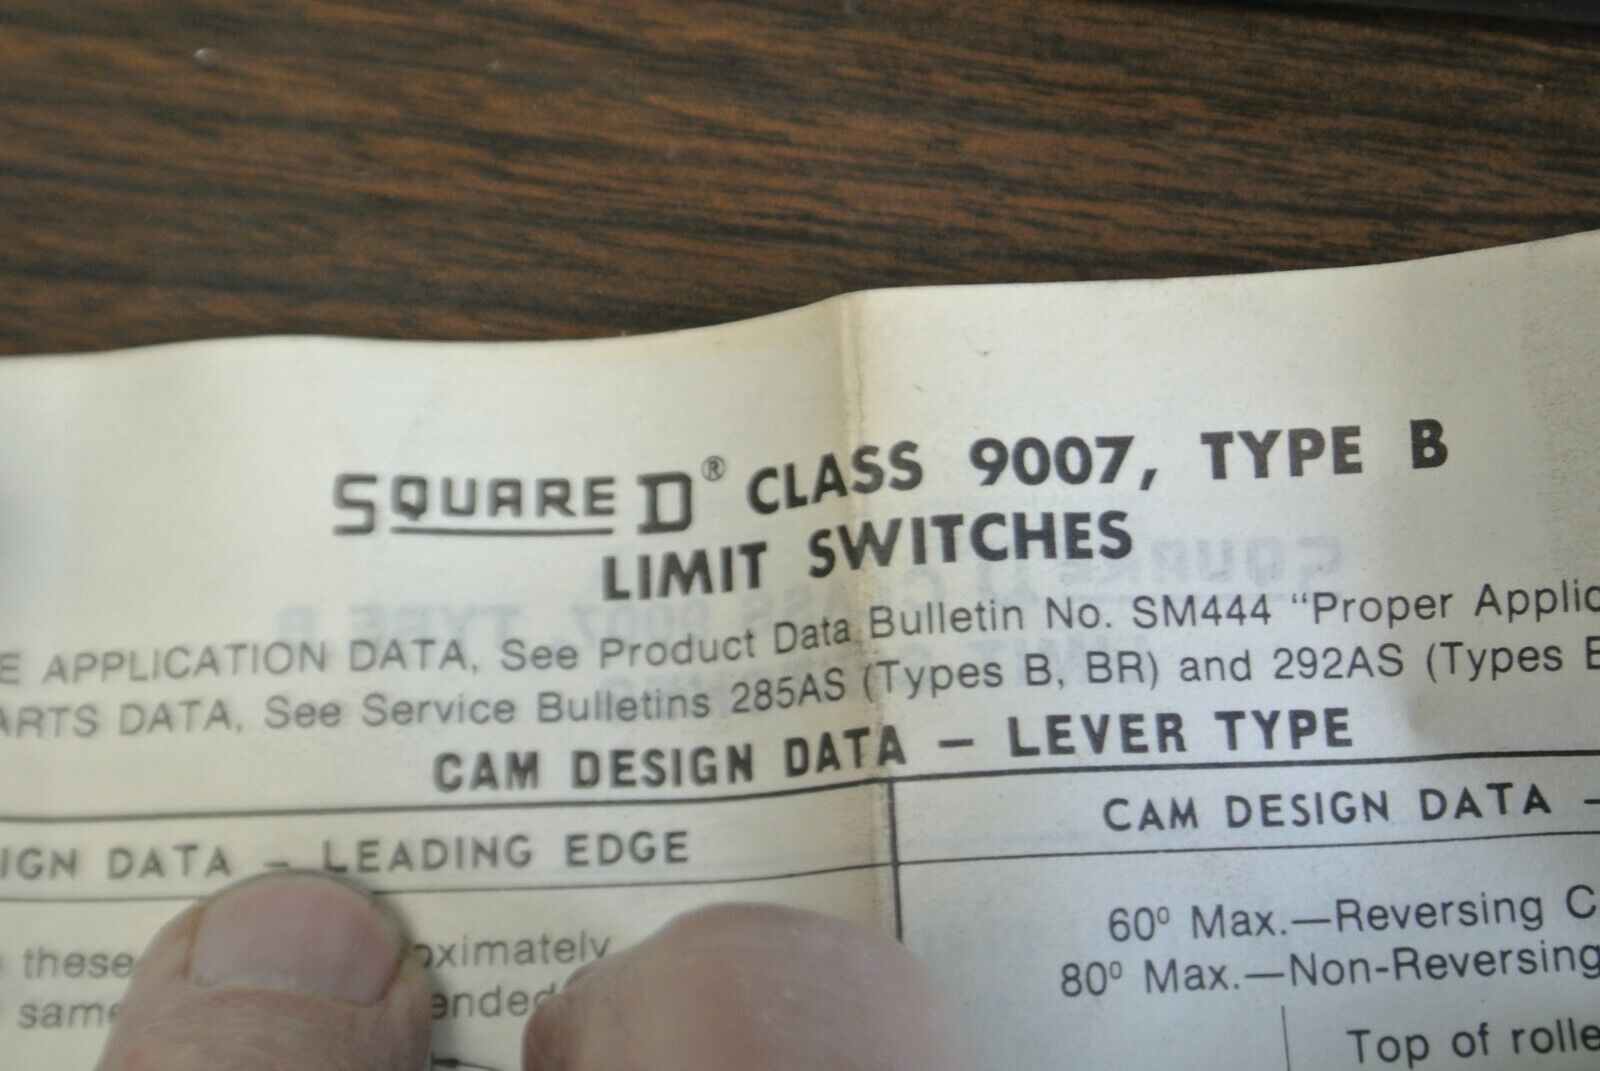 SQUARE D® CLASS 9007, TYPE B
LIMIT SWITCHES
E APPLICATION DATA, See Product Data Bulletin No. SM444 "Proper Applic
ARTS DATA, See Service Bulletins 285AS (Types B, BR) and 292AS (Types B
CAM DESIGN DATA – LEVER TYPE
IGN DATA – LEADING EDGE
CAM DESIGN DATA –
these oximately
same ended
60º Max.—Reversing C
80º Max.—Non-Reversing
Top of rolle